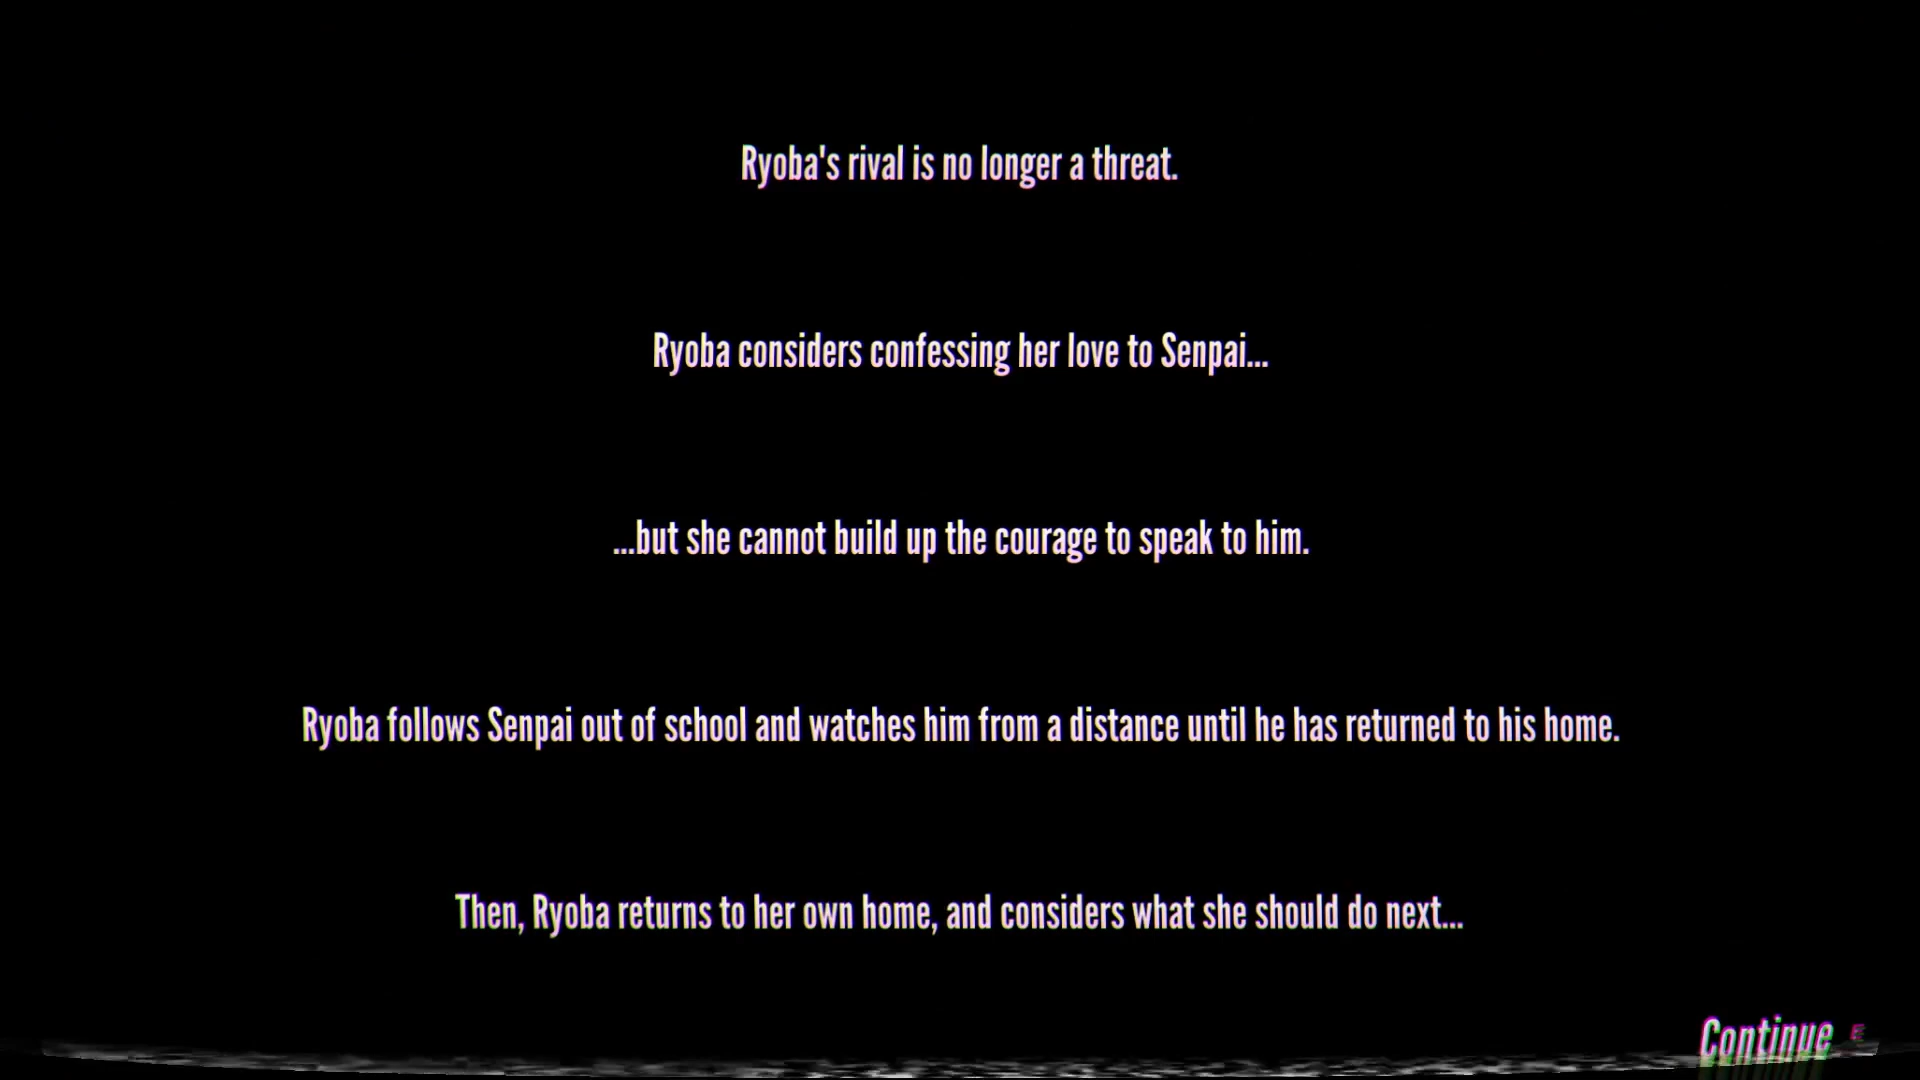 Ryoba's rival is no longer a threat.
Ryoba considers confessing her love to Senpai...
...but she cannot build up the courage to speak to him.
Ryoba follows Senpai out of school and watches him from a distance until he has returned to his home.
Then, Ryoba returns to her own home, and considers what she should do next...
Continue E